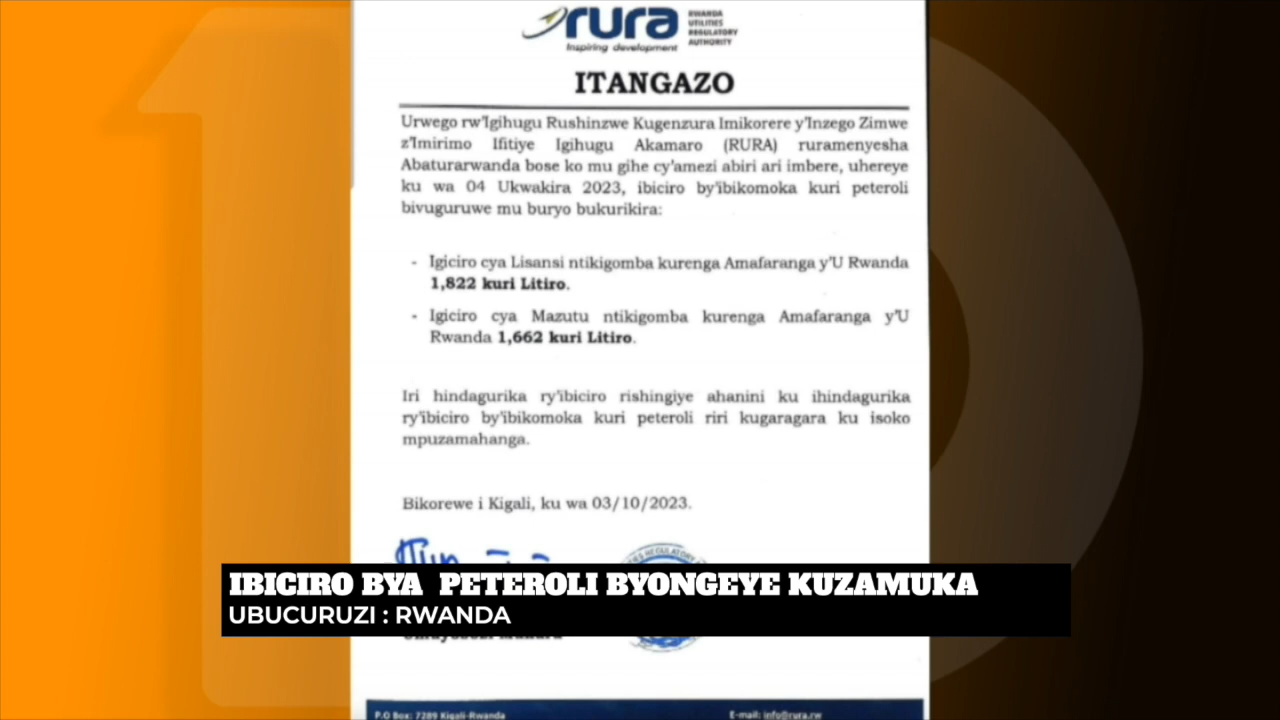 rura
RWANDA
UTILITIES
REGULATORY
AUTHORITY
Inspiring development
ITANGAZO
Urwego rw'Igihugu Rushinzwe Kugenzura Imikorere y'Inzego Zimwe
z'Imirimo Ifitiye Igihugu Akamaro (RURA) ruramenyesha
Abaturarwanda bose ko mu gihe cy'amezi abiri ari imbere, uhereye
ku wa 04 Ukwakira 2023, ibiciro by'ibikomoka kuri peteroli
bivuguruwe mu buryo bukurikira:
- Igiciro cya Lisansi ntikigomba kurenga Amafaranga y'U Rwanda
1,822 kuri Litiro.
- Igiciro cya Mazutu ntikigomba kurenga Amafaranga y'U
Rwanda 1,662 kuri Litiro.
Iri hindagurika ry'ibiciro rishingiye ahanini ku ihindagurika
ry'ibiciro by'ibikomoka kuri peteroli riri kugaragara ku isoko
mpuzamahanga.
Bikorewe i Kigali, ku wa 03/10/2023.
IBICIRO BYA PETEROLI BYONGEYE KUZAMUKA
UBUCURUZI : RWANDA
P.O Box: 7289 Kigali-Rwanda
E-mail: info@rura.rw